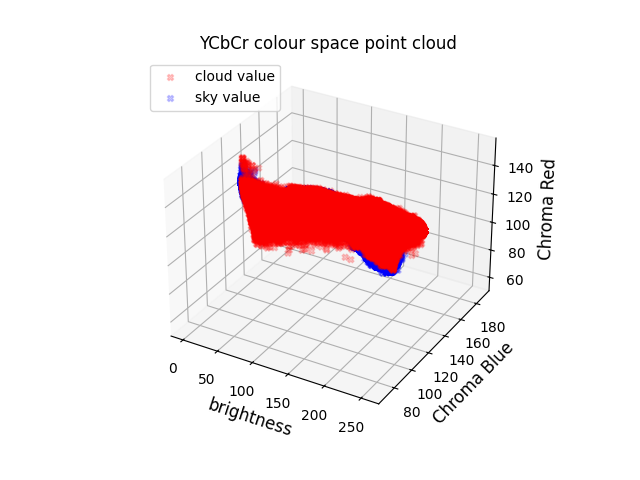 YCbCr colour space point cloud
cloud value
sky value
140
120
100
80
60
Chroma Red
180
160
140
120
100
80
Chroma Blue
0
50
100
150
200
250
brightness